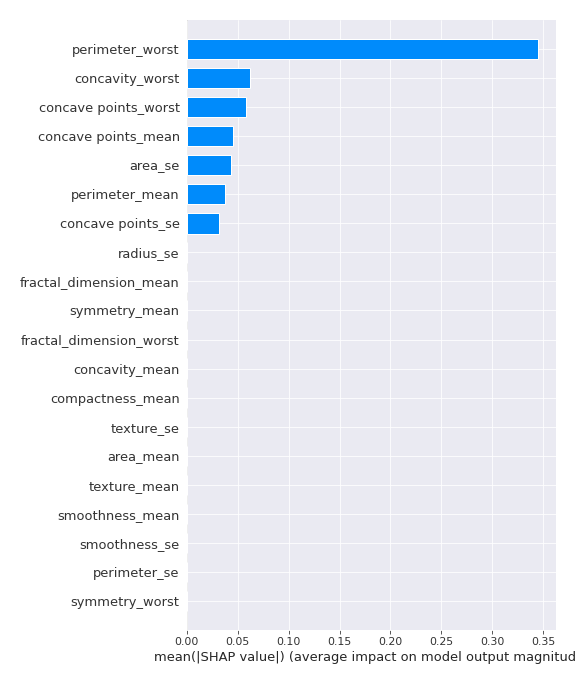 perimeter_worst
concavity_worst
concave points_worst
concave points_mean
area_se
perimeter_mean
concave points_se
radius_se
fractal_dimension_mean
symmetry_mean
fractal_dimension_worst
concavity_mean
compactness_mean
texture_se
area_mean
texture_mean
smoothness_mean
smoothness_se
perimeter_se
symmetry_worst
0.00 0.05 0.10 0.15 0.20 0.25 0.30 0.35
mean(|SHAP value|) (average impact on model output magnitud